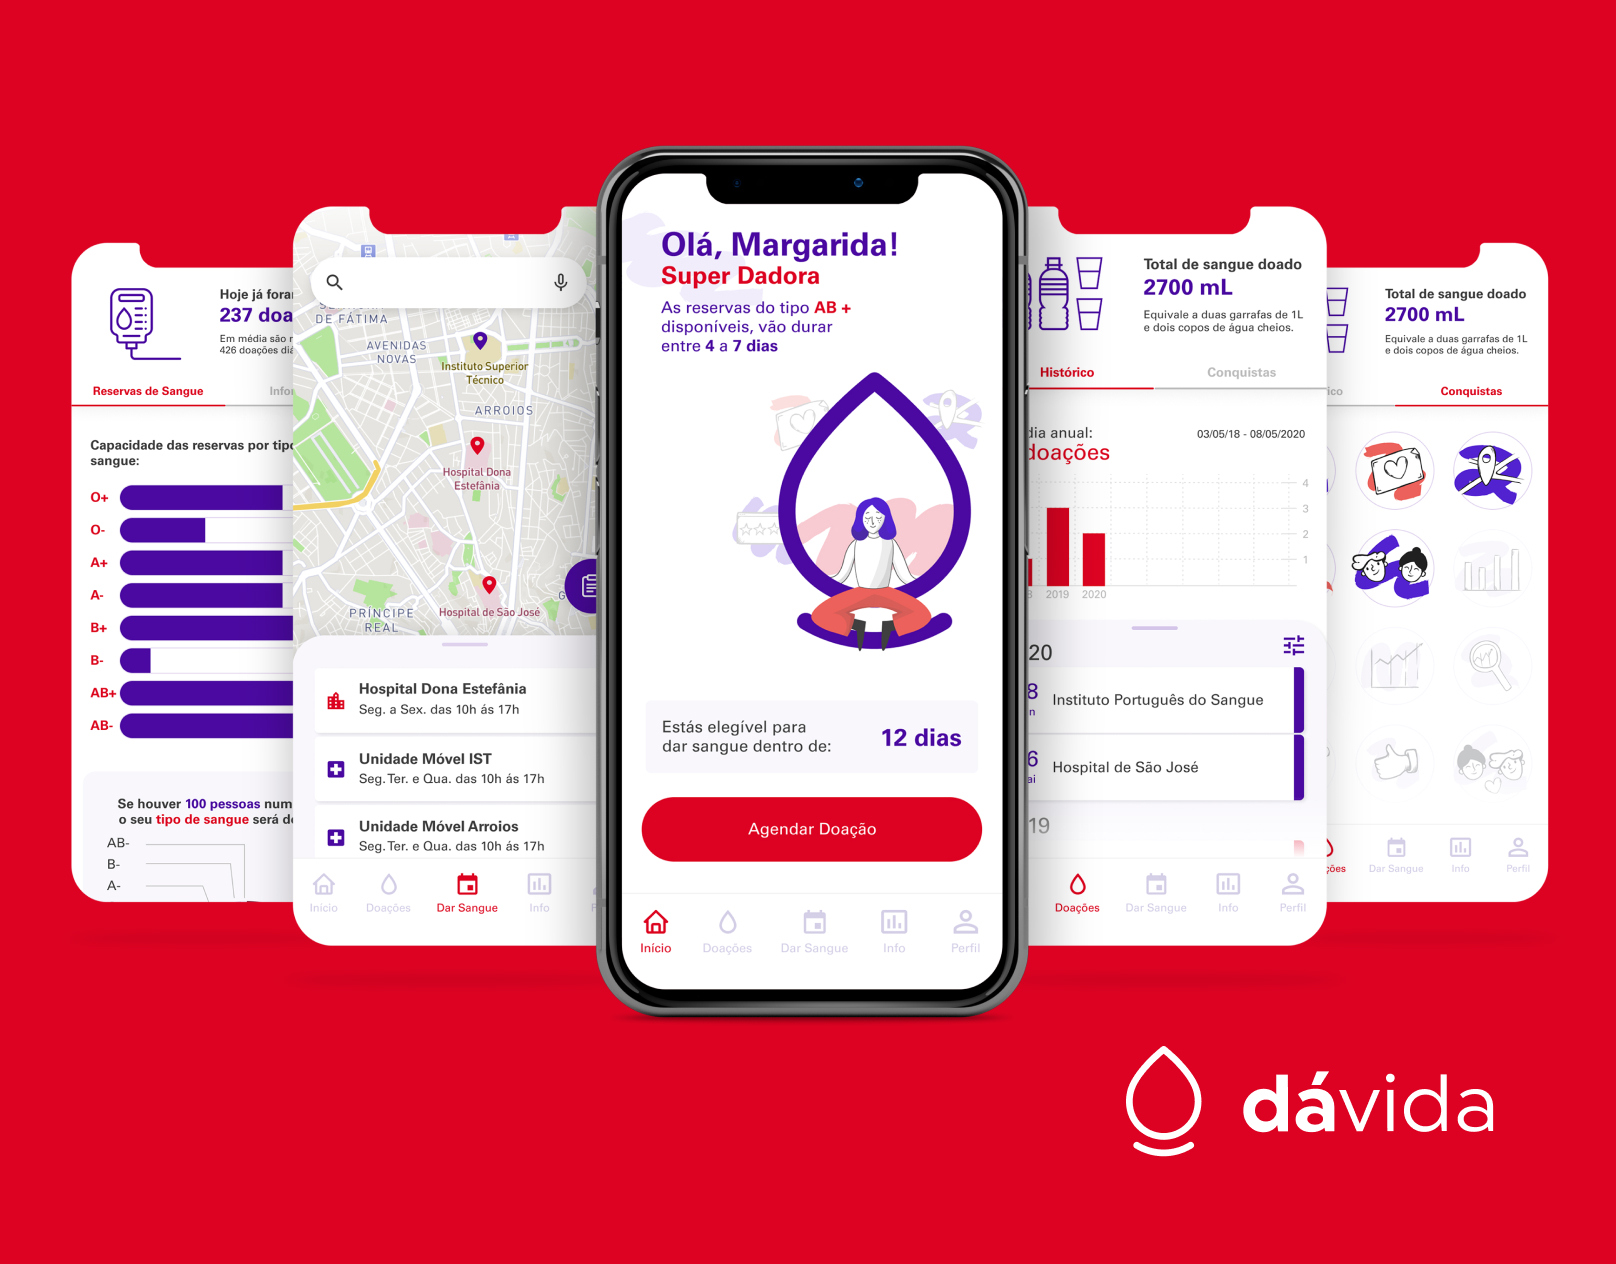 Hoje já
237
Em média são
426 doações
Reservas de Sangue
Capacidade das reservas por
sangue:
O+
O-
A+
A-
B+
B-
AB+
AB-
Se houver 100 pessoas num
o seu tipo de sangue será
AB-
B-
A-
DE FÁTIMA
AVENIDAS
NOVAS
Instituto Superior
Técnico
ARROIOS
Hospital Dona
Estefânia
PRÍNCIPE
REAL
Hospital de São José
Hospital Dona Estefânia
Seg. a Sex. das 10h ás 17h
Unidade Móvel IST
Seg. Ter. e Qua. das 10h ás 17h
Unidade Móvel Arroios
Seg. Ter. e Qua. das 10h ás 17h
Início
Doações
Dar Sangue
Info
Olá, Margarida!
Super Dadora
As reservas do tipo AB +
disponíveis, vão durar
entre 4 a 7 dias
Estás elegível para
dar sangue dentro de:
12 dias
Agendar Doação
Início
Doações
Dar Sangue
Info
Perfil
Total de sangue doado
2700 mL
Equivale a duas garrafas de 1L
e dois copos de água cheios.
Histórico
Conquistas
anual:
03/05/18 - 08/05/2020
doações
4
3
2
1
2019
2020
20
8
Instituto Português do Sangue
6
Hospital de São José
19
Doações
Dar Sangue
Info
Perfil
Total de sangue doado
2700 mL
Equivale a duas garrafas de 1L
e dois copos de água cheios.
Conquistas
Dar Sangue
Info
Perfil
dávida